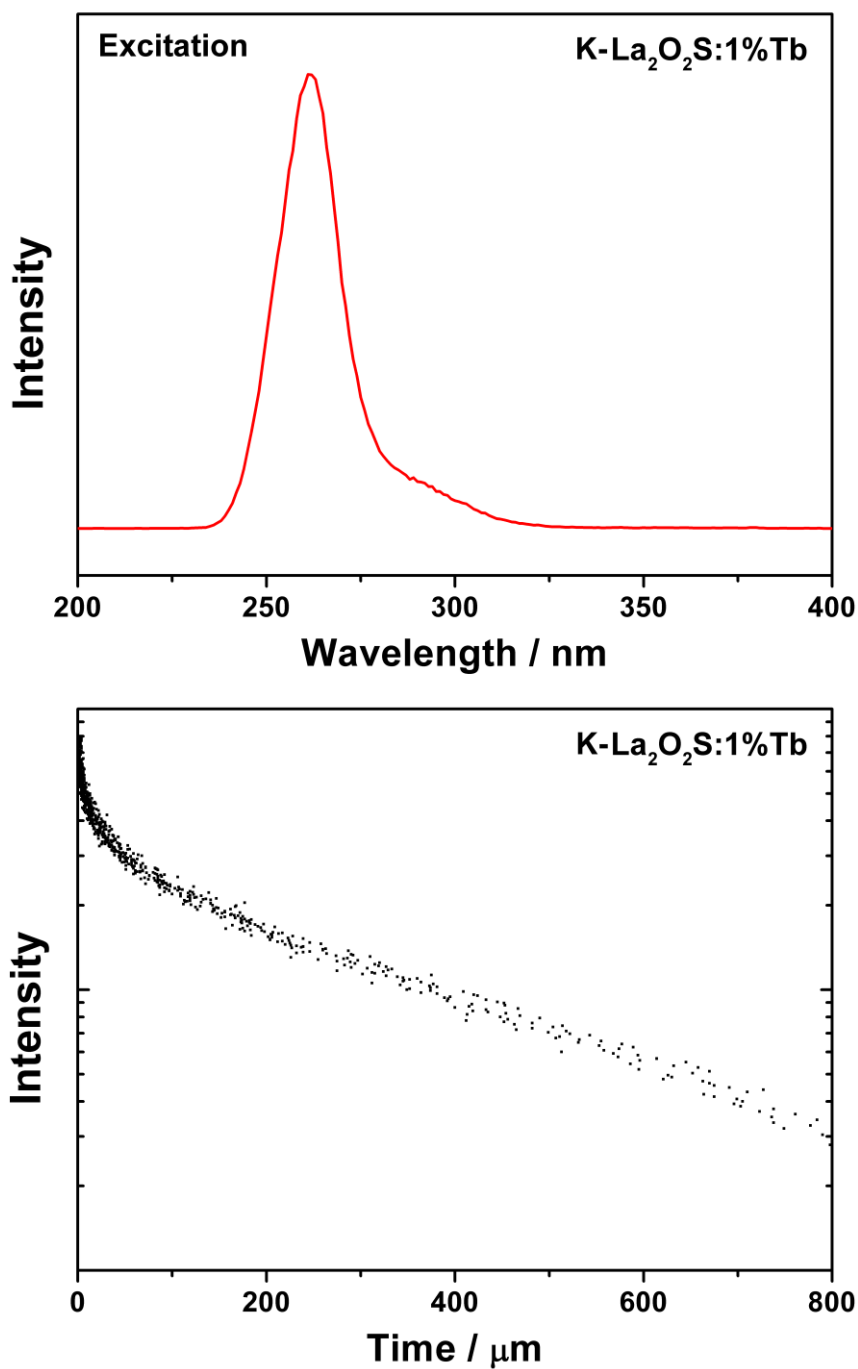 Excitation
K-La₂O₂S:1%Tb
Intensity
200 250 300 350 400
Wavelength / nm
K-La₂O₂S:1%Tb
Intensity
0 200 400 600 800
Time / μm